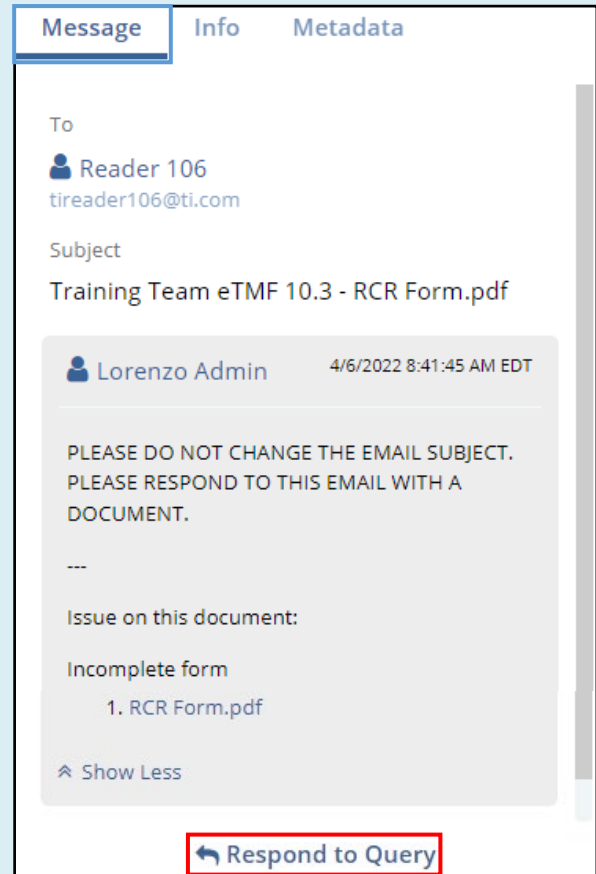 Message Info Metadata
To
Reader 106
tireader106@ti.com
Subject
Training Team eTMF 10.3 - RCR Form.pdf
Lorenzo Admin 4/6/2022 8:41:45 AM EDT
PLEASE DO NOT CHANGE THE EMAIL SUBJECT.
PLEASE RESPOND TO THIS EMAIL WITH A
DOCUMENT.
---
Issue on this document:
Incomplete form
1. RCR Form.pdf
Show Less
Respond to Query